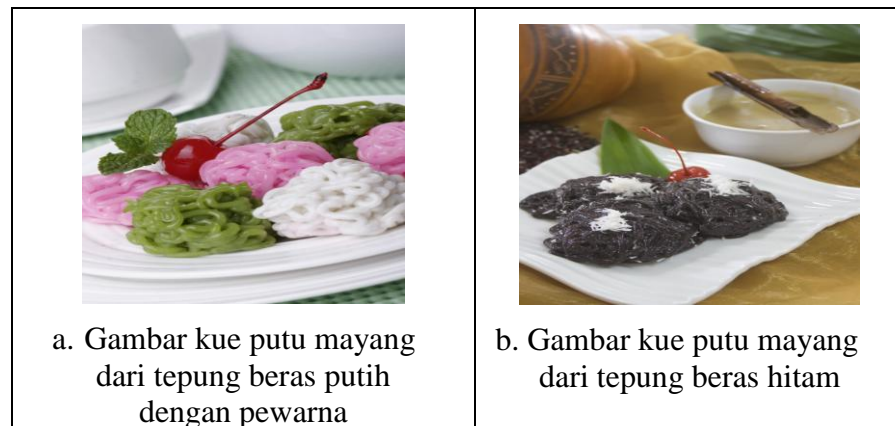 a. Gambar kue putu mayang
dari tepung beras putih
dengan pewarna
b. Gambar kue putu mayang
dari tepung beras hitam